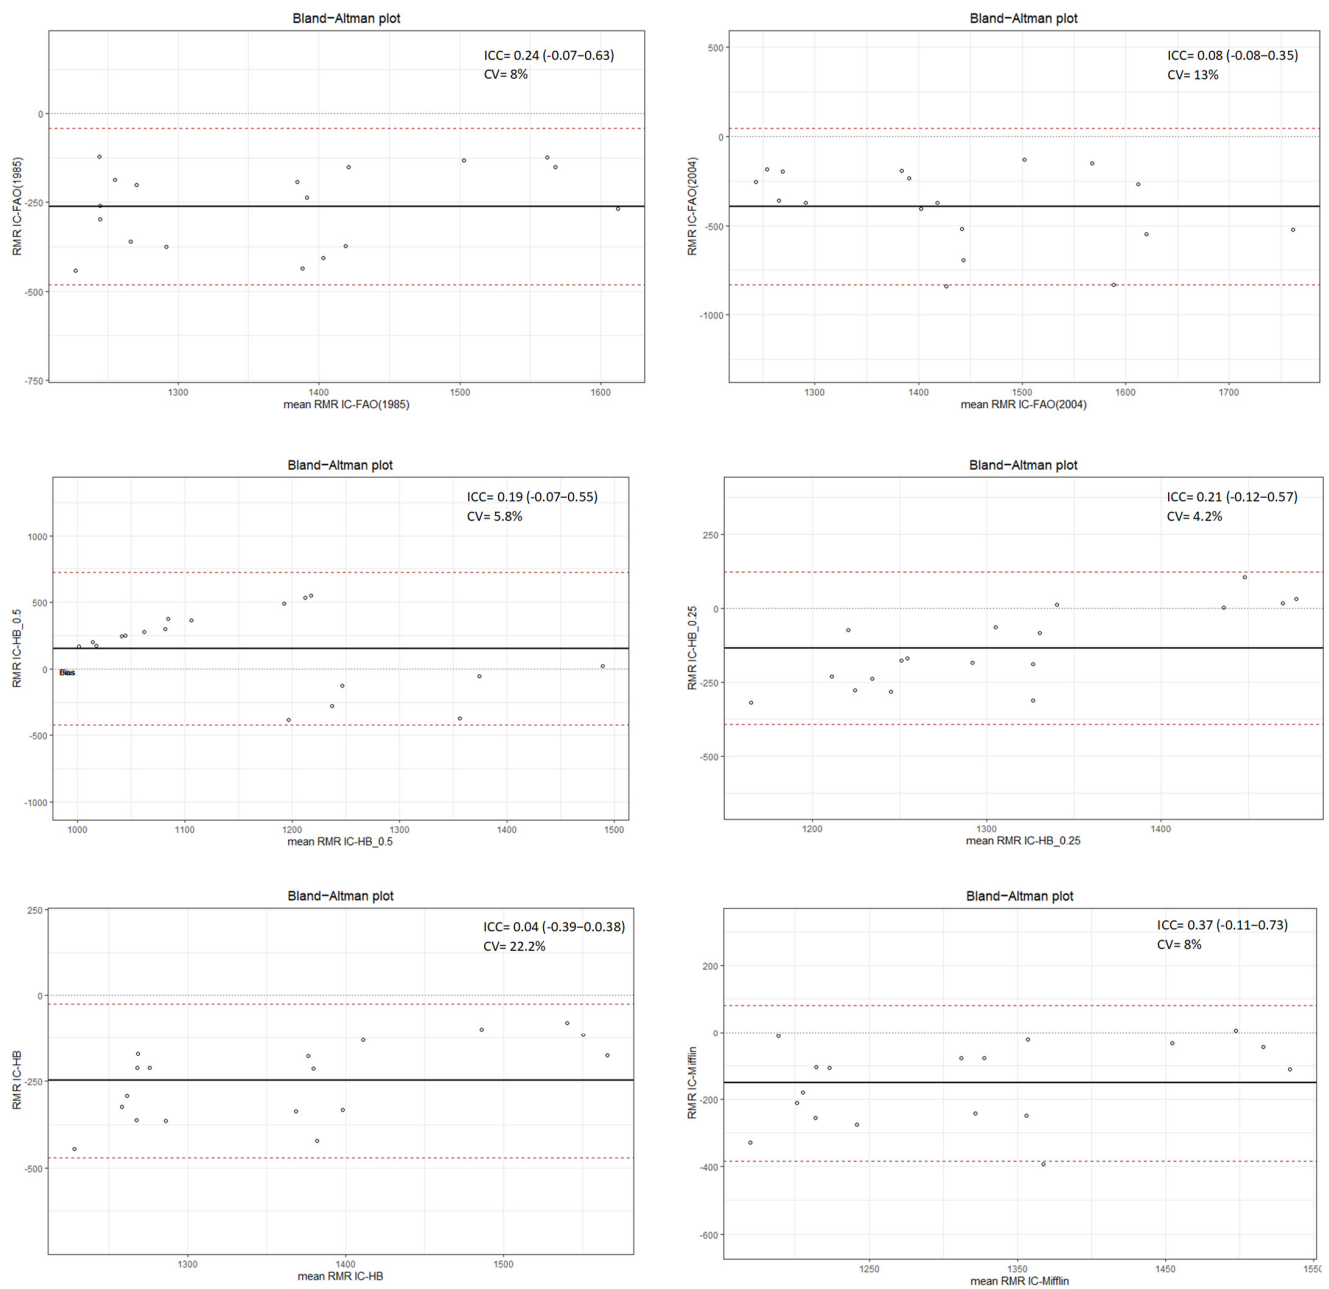 Bland−Altman plot
ICC= 0.24 (-0.07–0.63)
CV= 8%
0
-250
-500
-750
RMR IC-FAO(1985)
1300
1400
1500
1600
mean RMR IC-FAO(1985)
Bland−Altman plot
ICC= 0.08 (-0.08–0.35)
CV= 13%
500
0
-500
-1000
RMR IC-FAO(2004)
1300
1400
1500
1600
1700
mean RMR IC-FAO(2004)
Bland−Altman plot
ICC= 0.19 (-0.07–0.55)
CV= 5.8%
1000
500
0
-500
-1000
RMR IC-HB_0.5
1000
1100
1200
1300
1400
1500
mean RMR IC-HB_0.5
Bland−Altman plot
ICC= 0.21 (-0.12–0.57)
CV= 4.2%
250
0
-250
-500
RMR IC-HB_0.25
1200
1300
1400
mean RMR IC-HB_0.25
Bland−Altman plot
ICC= 0.04 (-0.39–0.0.38)
CV= 22.2%
250
0
-250
-500
RMR IC-HB
1300
1400
1500
mean RMR IC-HB
Bland−Altman plot
ICC= 0.37 (-0.11–0.73)
CV= 8%
200
0
-200
-400
-600
RMR IC-Mifflin
1250
1350
1450
mean RMR IC-Mifflin